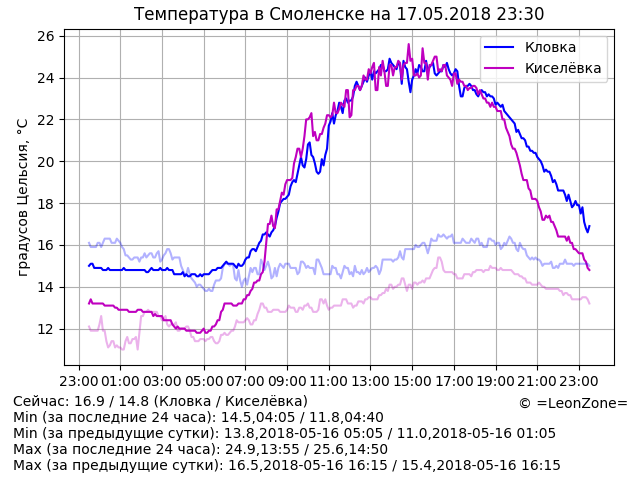 Температура в Смоленске на 17.05.2018 23:30
градусов Цельсия, °C
26
24
22
20
18
16
14
12
Кловка
Киселёвка
23:00 01:00 03:00 05:00 07:00 09:00 11:00 13:00 15:00 17:00 19:00 21:00 23:00
Сейчас: 16.9 / 14.8 (Кловка / Киселёвка)
© =LeonZone=
Min (за последние 24 часа): 14.5,04:05 / 11.8,04:40
Min (за предыдущие сутки): 13.8,2018-05-16 05:05 / 11.0,2018-05-16 01:05
Max (за последние 24 часа): 24.9,13:55 / 25.6,14:50
Max (за предыдущие сутки): 16.5,2018-05-16 16:15 / 15.4,2018-05-16 16:15